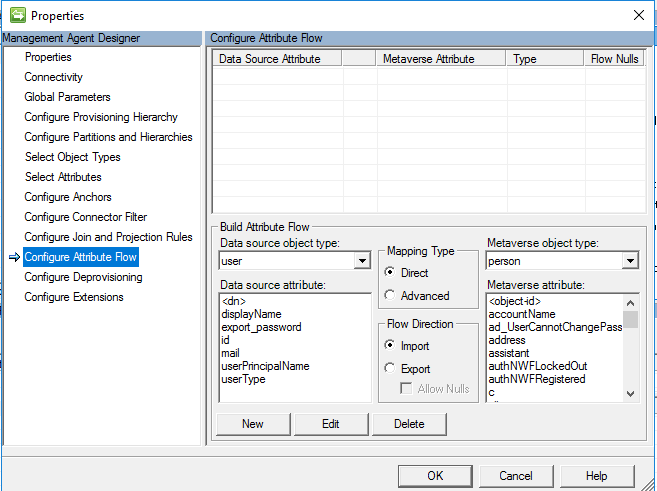 Properties
Management Agent Designer
Properties
Connectivity
Global Parameters
Configure Provisioning Hierarchy
Configure Partitions and Hierarchies
Select Object Types
Select Attributes
Configure Anchors
Configure Connector Filter
Configure Join and Projection Rules
Configure Attribute Flow
Configure Deprovisioning
Configure Extensions
Configure Attribute Flow
Data Source Attribute Metaverse Attribute Type Flow Nulls
Build Attribute Flow
Data source object type:
user
Data source attribute:
<dn>
displayName
export_password
id
mail
userPrincipalName
userType
Mapping Type
Direct
Advanced
Flow Direction
Import
Export
Allow Nulls
Metaverse object type:
person
Metaverse attribute:
<object-id>
accountName
ad_UserCannotChangePass
address
assistant
authNWFLockedOut
authNWFRegistered
c
New Edit Delete
OK Cancel Help